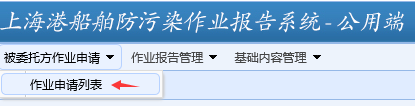 上海港船舶防污染作业报告系统-公用端
被委托方作业申请 作业报告管理 基础内容管理
作业申请列表